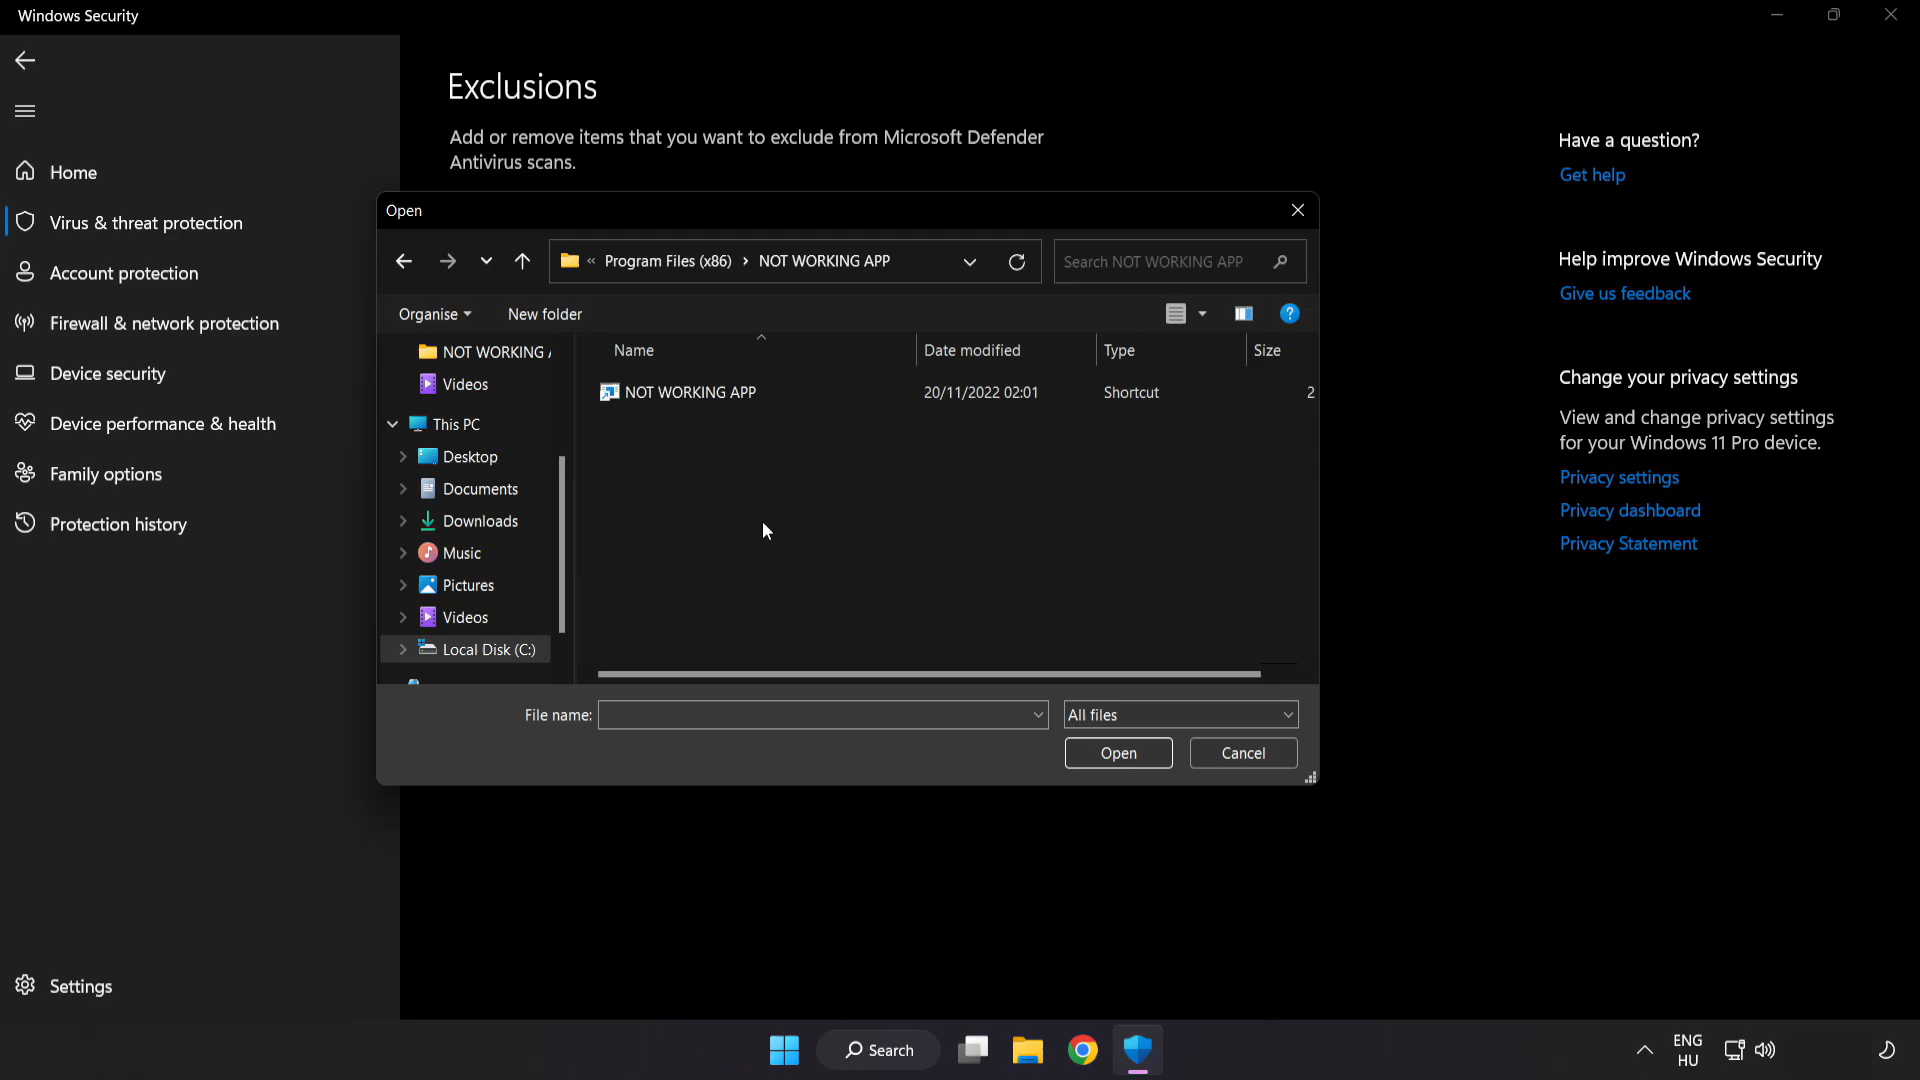 Windows Security
Home
Virus & threat protection
Account protection
Firewall & network protection
Device security
Device performance & health
Family options
Protection history
Settings
Exclusions
Add or remove items that you want to exclude from Microsoft Defender
Antivirus scans.
Open
« Program Files (x86) › NOT WORKING APP
Search NOT WORKING APP
Organise
New folder
?
Name
Date modified
Type
Size
NOT WORKING APP
20/11/2022 02:01
Shortcut
2
NOT WORKING
Videos
This PC
Desktop
Documents
Downloads
Music
Pictures
Videos
Local Disk (C:)
File name:
All files
Open
Cancel
Have a question?
Get help
Help improve Windows Security
Give us feedback
Change your privacy settings
View and change privacy settings
for your Windows 11 Pro device.
Privacy settings
Privacy dashboard
Privacy Statement
Search
ENG
HU